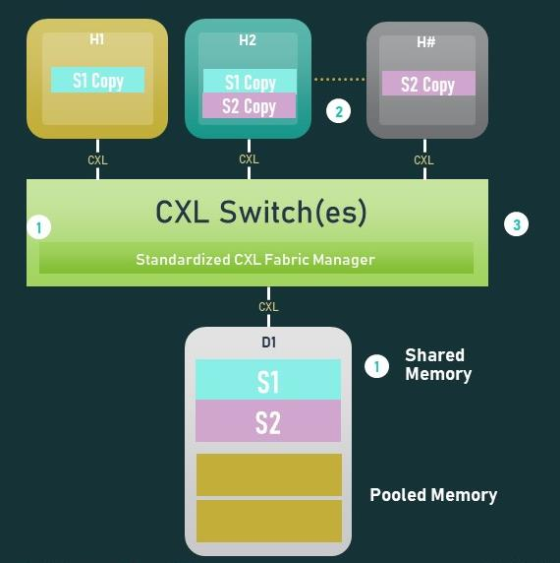 H1
H2
H#
S1 Copy
S1 Copy
S2 Copy
S2 Copy
2
CXL
CXL
CXL
CXL Switch(es)
1
3
Standardized CXL Fabric Manager
CXL
D1
1
Shared
Memory
S1
S2
Pooled Memory